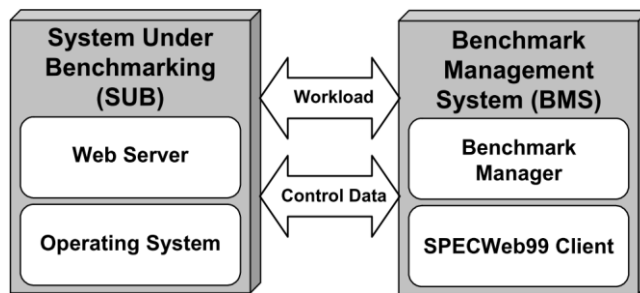 System Under
Benchmarking
(SUB)
Web Server
Operating System
Workload
Control Data
Benchmark
Management
System (BMS)
Benchmark
Manager
SPECWeb99 Client